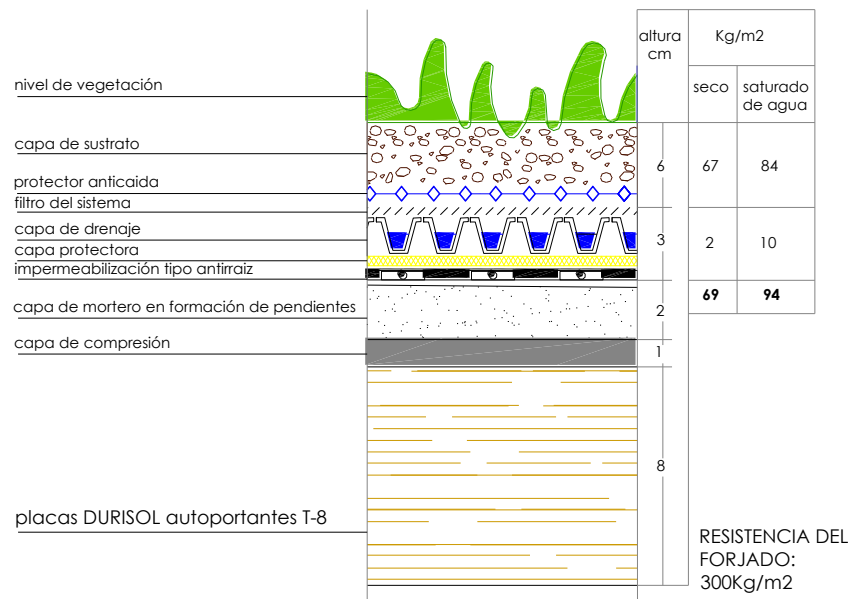 altura
cm
Kg/m2
seco
saturado
de agua
nivel de vegetación
capa de sustrato
6
67
84
protector anticaida
filtro del sistema
capa de drenaje
3
2
10
capa protectora
impermeabilización tipo antirraiz
69
94
capa de mortero en formación de pendientes
2
capa de compresión
1
8
placas DURISOL autoportantes T-8
RESISTENCIA DEL
FORJADO:
300Kg/m2